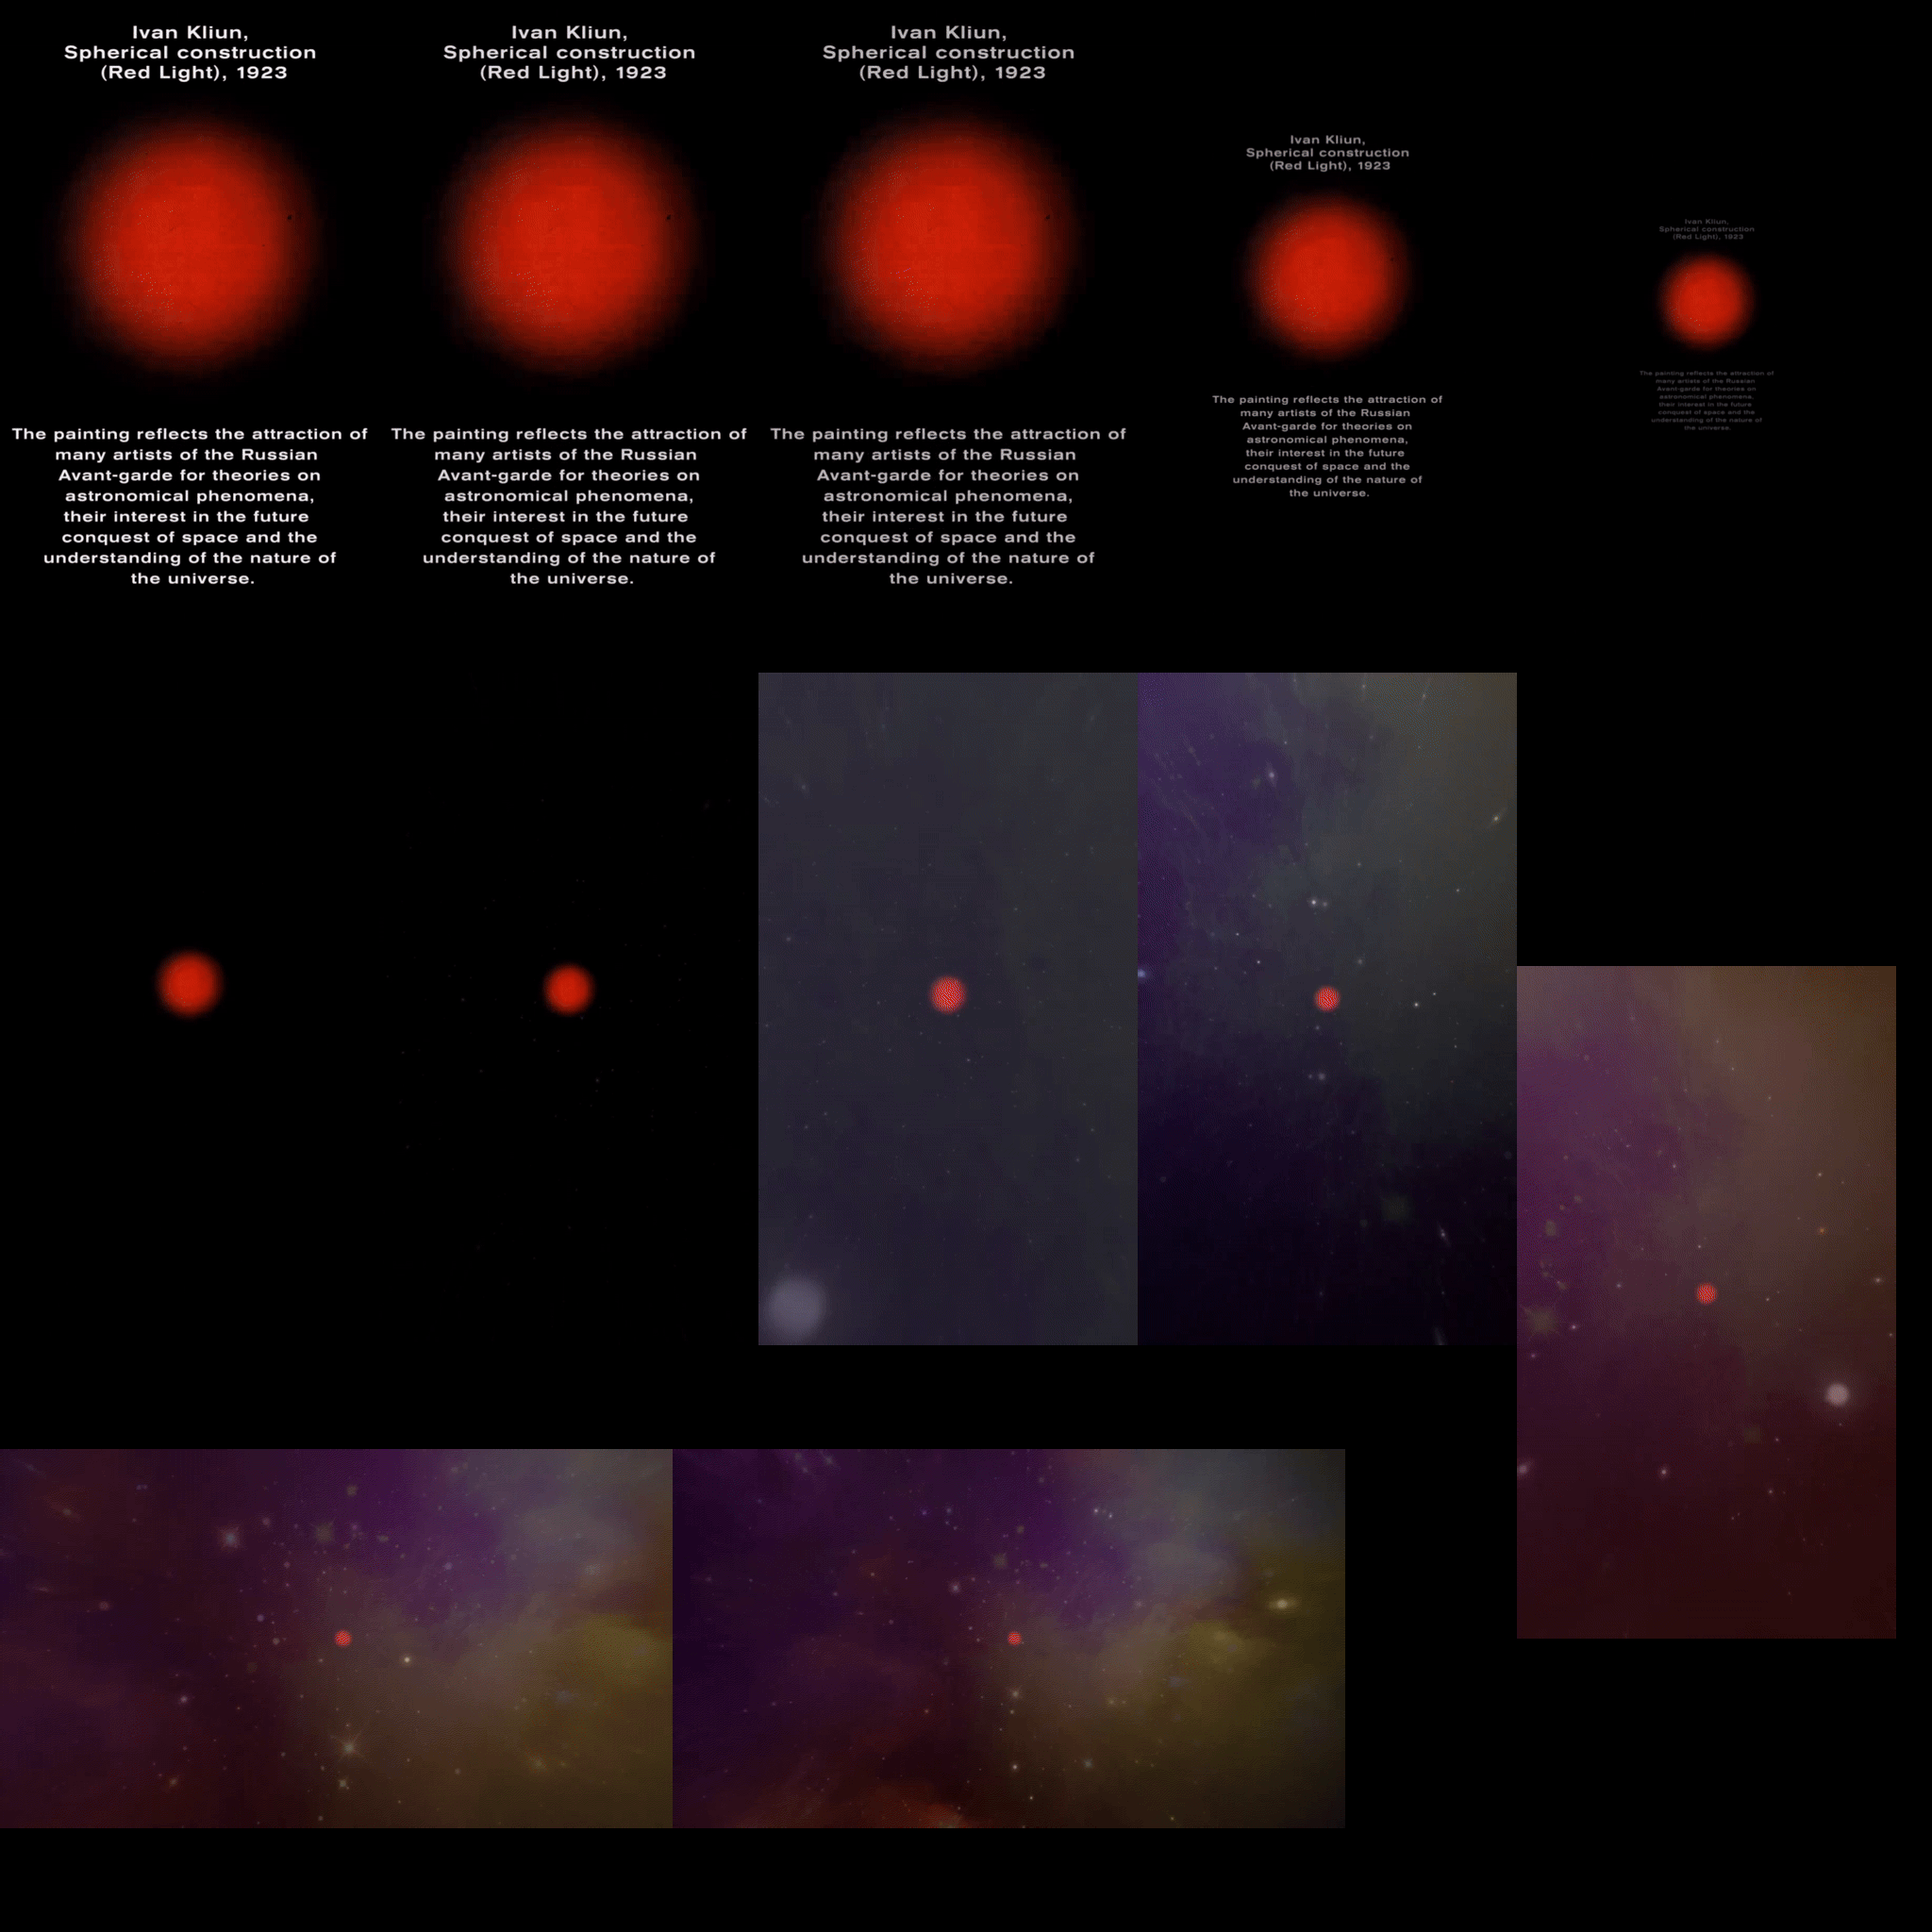 Ivan Kliun,
Spherical construction
(Red Light), 1923
The painting reflects the attraction of
many artists of the Russian
Avant-garde for theories on
astronomical phenomena,
their interest in the future
conquest of space and the
understanding of the nature of
the universe.
Ivan Kliun,
Spherical construction
(Red Light), 1923
The painting reflects the attraction of
many artists of the Russian
Avant-garde for theories on
astronomical phenomena,
their interest in the future
conquest of space and the
understanding of the nature of
the universe.
Ivan Kliun,
Spherical construction
(Red Light), 1923
The painting reflects the attraction of
many artists of the Russian
Avant-garde for theories on
astronomical phenomena,
their interest in the future
conquest of space and the
understanding of the nature of
the universe.
Ivan Kliun,
Spherical construction
(Red Light), 1923
The painting reflects the attraction of
many artists of the Russian
Avant-garde for theories on
astronomical phenomena,
their interest in the future
conquest of space and the
understanding of the nature of
the universe.
Ivan Kliun,
Spherical construction
(Red Light), 1923
The painting reflects the attraction of
many artists of the Russian
Avant-garde for theories on
astronomical phenomena,
their interest in the future
conquest of space and the
understanding of the nature of
the universe.